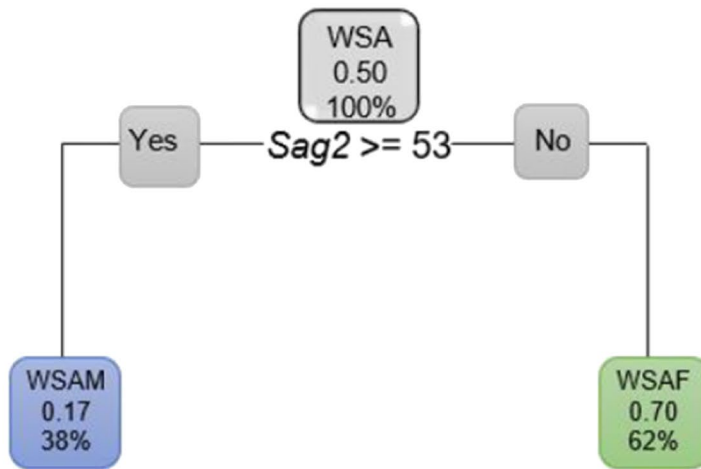 WSA
0.50
100%
Yes
Sag2 >= 53
No
WSAM
0.17
38%
WSAF
0.70
62%